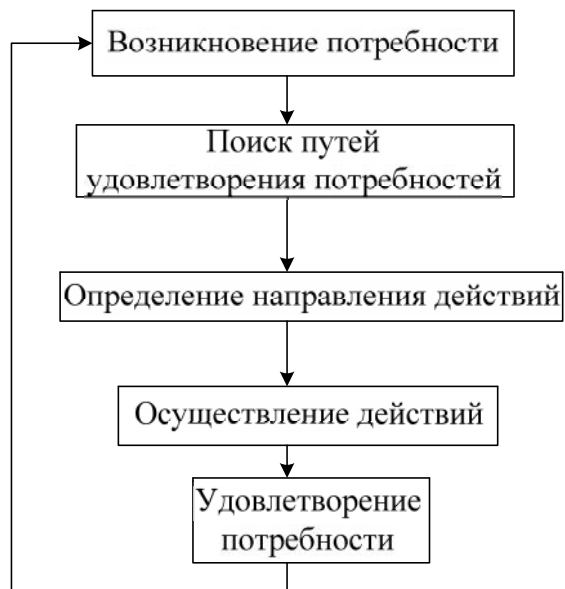 Возникновение потребности
Поиск путей
удовлетворения потребностей
Определение направления действий
Осуществление действий
Удовлетворение
потребности